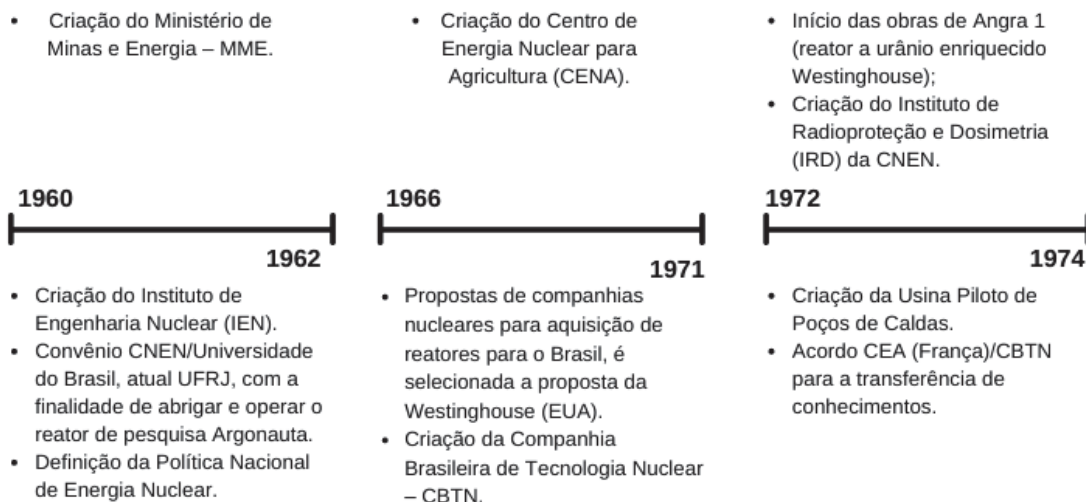 • Criação do Ministério de
Minas e Energia – MME.
• Criação do Centro de
Energia Nuclear para
Agricultura (CENA).
• Início das obras de Angra 1
(reator a urânio enriquecido
Westinghouse);
• Criação do Instituto de
Radioproteção e Dosimetria
(IRD) da CNEN.
1960
1966
1972
1962
1971
1974
• Criação do Instituto de
Engenharia Nuclear (IEN).
• Convênio CNEN/Universidade
do Brasil, atual UFRJ, com a
finalidade de abrigar e operar o
reator de pesquisa Argonauta.
• Definição da Política Nacional
de Energia Nuclear.
• Propostas de companhias
nucleares para aquisição de
reatores para o Brasil, é
selecionada a proposta da
Westinghouse (EUA).
• Criação da Companhia
Brasileira de Tecnologia Nuclear
– CBTN.
• Criação da Usina Piloto de
Poços de Caldas.
• Acordo CEA (França)/CBTN
para a transferência de
conhecimentos.